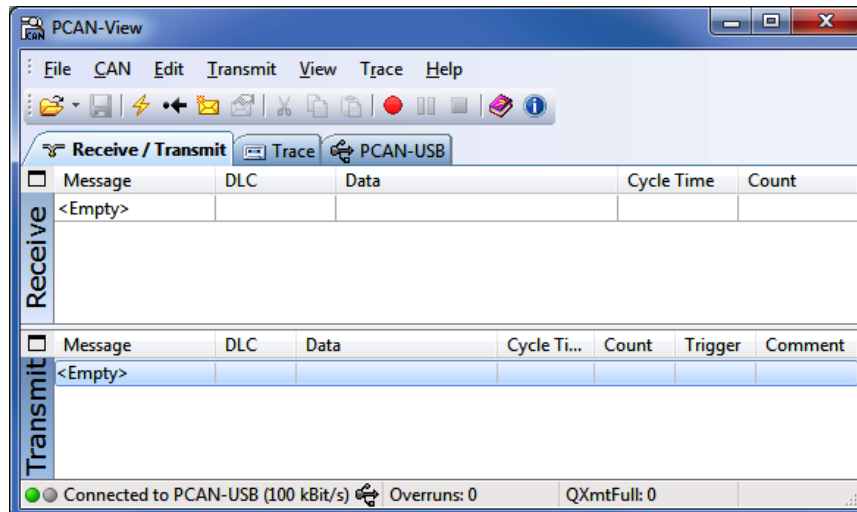 PCAN-View
File CAN Edit Transmit View Trace Help
Receive / Transmit Trace PCAN-USB
Message DLC Data Cycle Time Count
<Empty>
Receive
Message DLC Data Cycle Ti... Count Trigger Comment
<Empty>
Transmit
Connected to PCAN-USB (100 kBit/s) Overruns: 0 QXmtFull: 0